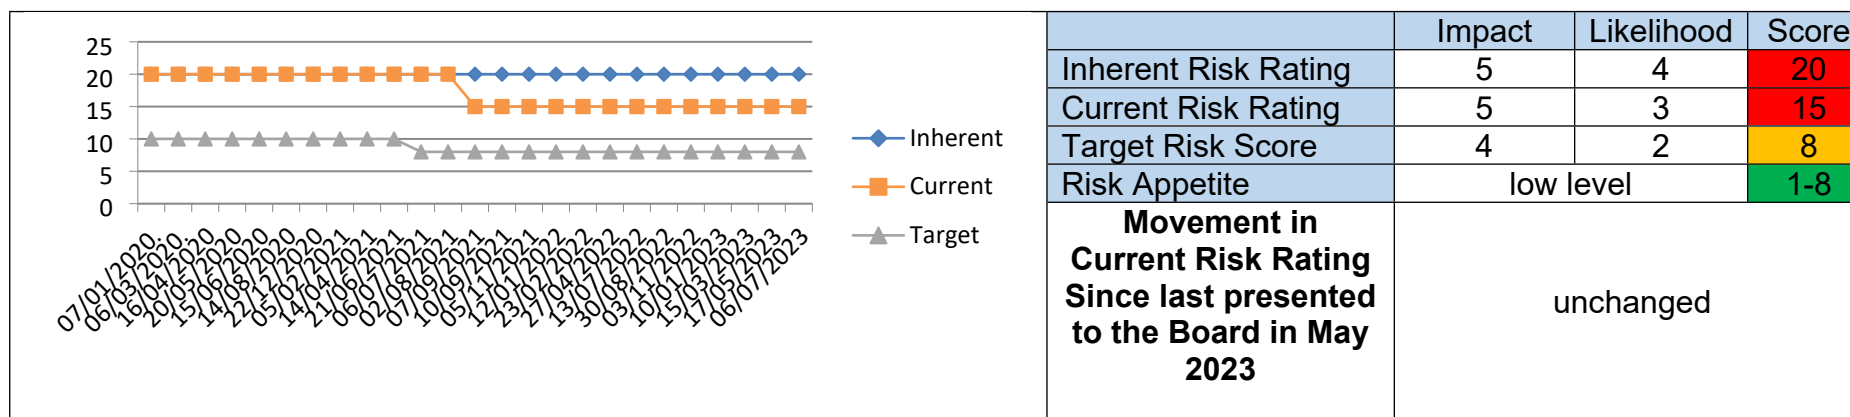 25
20
15
10
5
0
07/01/2020.
06/03/2020.
16/04/2020
20/05/2020
15/06/2020
14/08/2020
22/12/2020
05/02/2021
14/04/2021
21/06/2021
06/07/2021
02/08/2021
07/09/2021
10/09/2021
05/11/2021
12/01/2022
23/02/2022
27/04/2022
13/07/2022
30/08/2022
03/11/2022
10/01/2023
15/03/2023
17/05/2023
06/07/2023
Inherent
Current
Target
Impact Likelihood Score
Inherent Risk Rating 5 4 20
Current Risk Rating 5 3 15
Target Risk Score 4 2 8
Risk Appetite low level 1-8
Movement in
Current Risk Rating
Since last presented
to the Board in May
2023
unchanged